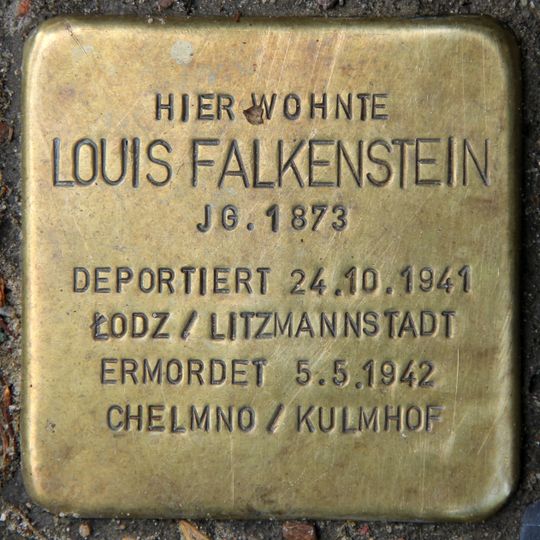 HIER WOHNTE
LOUIS FALKENSTEIN
JG. 1873
DEPORTIERT 24.10.1941
ŁODZ / LITZMANNSTADT
ERMORDET 5.5.1942
CHELMNO / KULMHOF